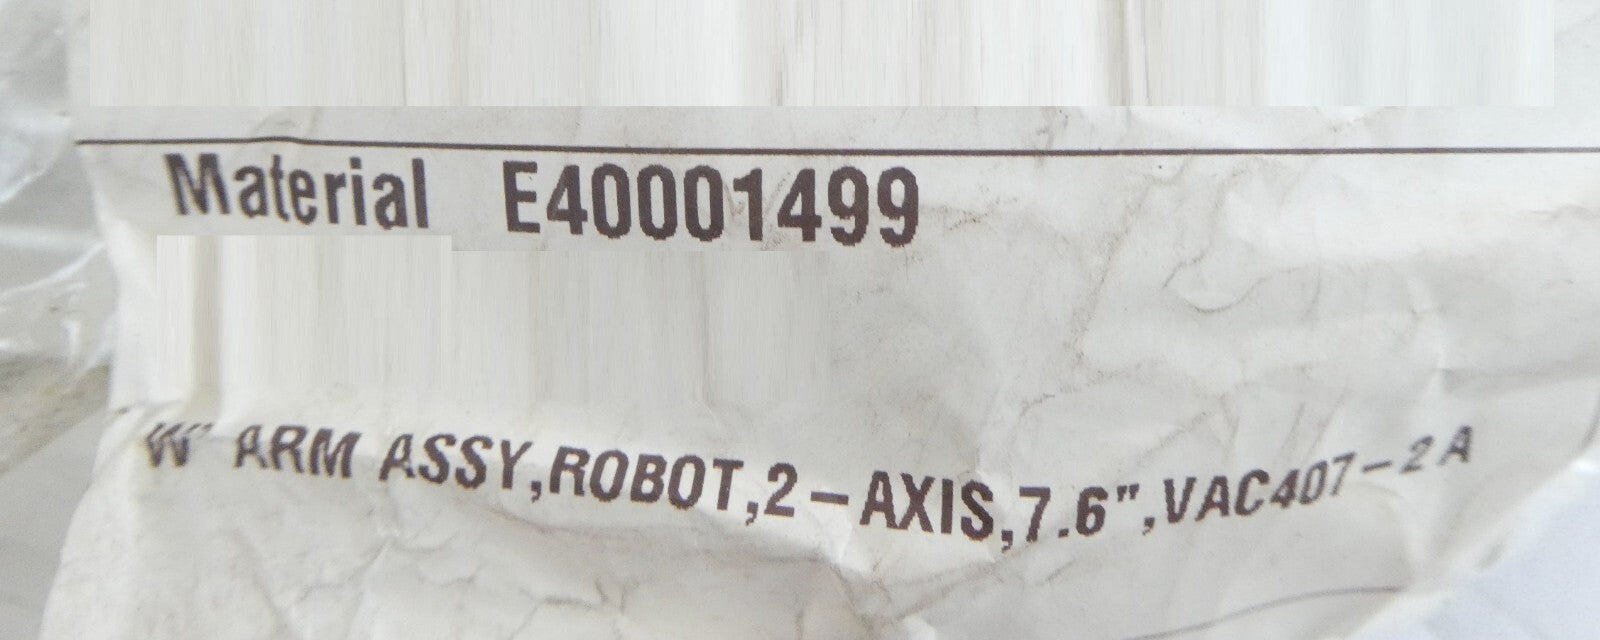 Material E40001499
W" ARM ASSY,ROBOT,2-AXIS,7.6",VAC407-2A